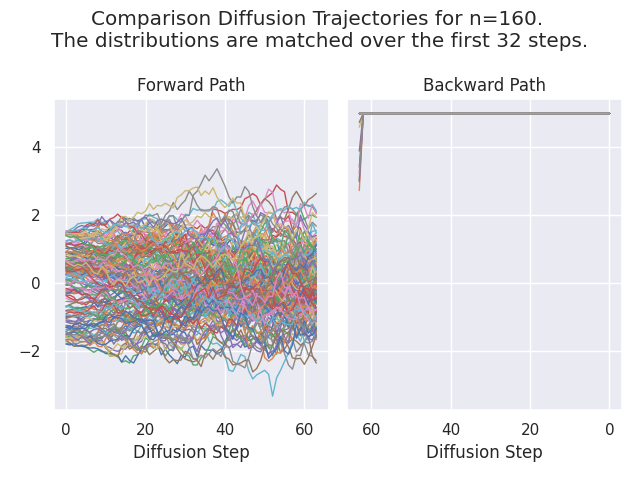 Comparison Diffusion Trajectories for n=160.
The distributions are matched over the first 32 steps.
Forward Path
Backward Path
4
2
0
−2
0 20 40 60
60 40 20 0
Diffusion Step
Diffusion Step